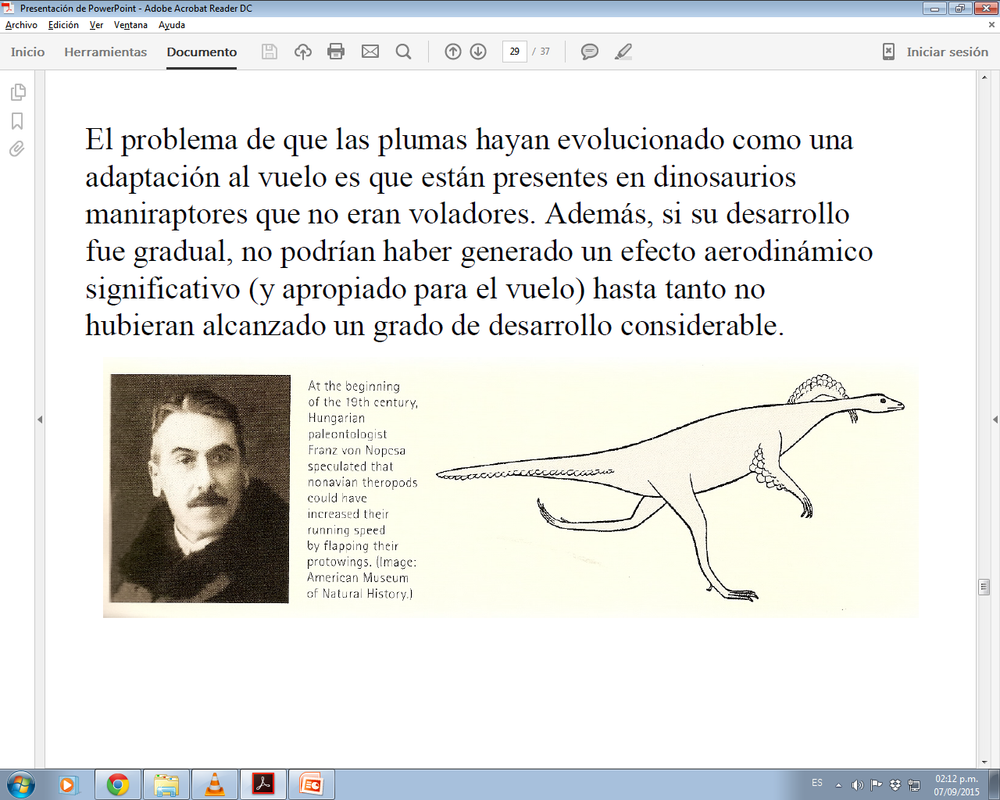 Presentación de PowerPoint - Adobe Acrobat Reader DC
Archivo Edición Ver Ventana Ayuda
Inicio Herramientas Documento 29 / 37 Iniciar sesión
El problema de que las plumas hayan evolucionado como una
adaptación al vuelo es que están presentes en dinosaurios
maniraptores que no eran voladores. Además, si su desarrollo
fue gradual, no podrían haber generado un efecto aerodinámico
significativo (y apropiado para el vuelo) hasta tanto no
hubieran alcanzado un grado de desarrollo considerable.
At the beginning
of the 19th century,
Hungarian
paleontologist
Franz von Nopcsa
speculated that
nonavian theropods
could have
increased their
running speed
by flapping their
protowings. (Image:
American Museum
of Natural History.)
ES 02:12 p.m.
07/09/2015